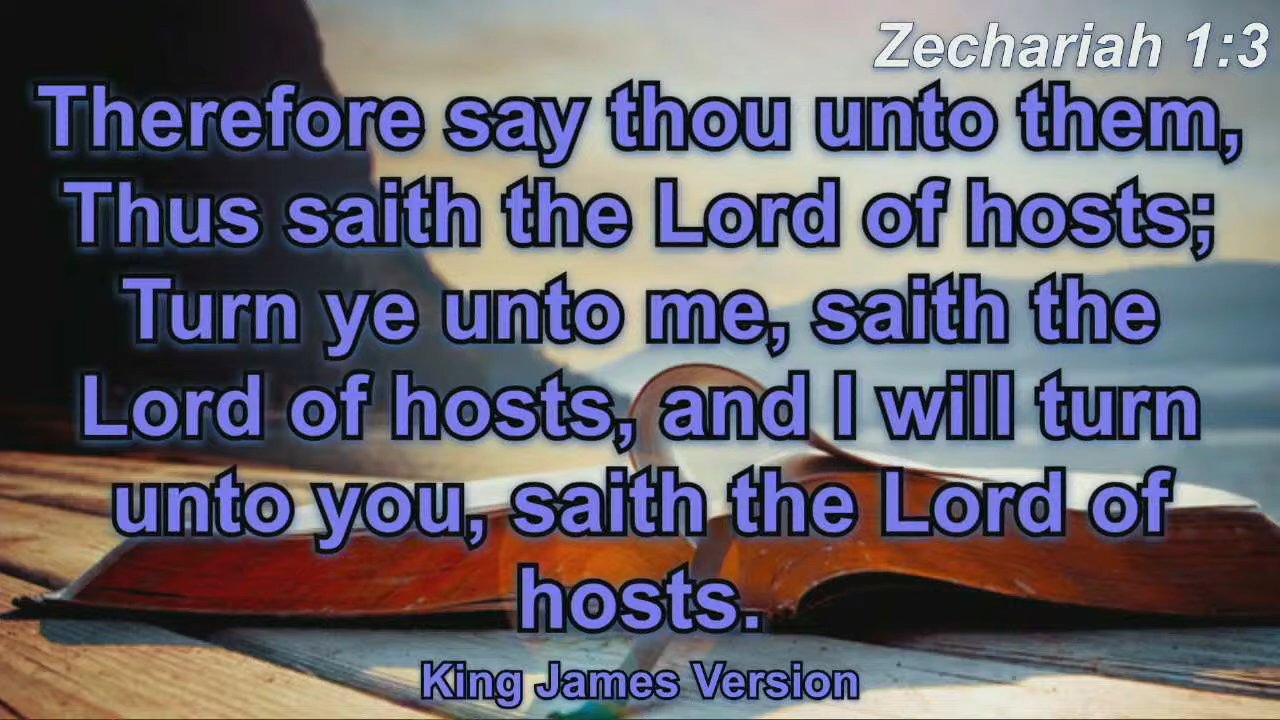 Zechariah 1:3
Therefore say thou unto them,
Thus saith the Lord of hosts;
Turn ye unto me, saith the
Lord of hosts, and I will turn
unto you, saith the Lord of
hosts.
King James Version